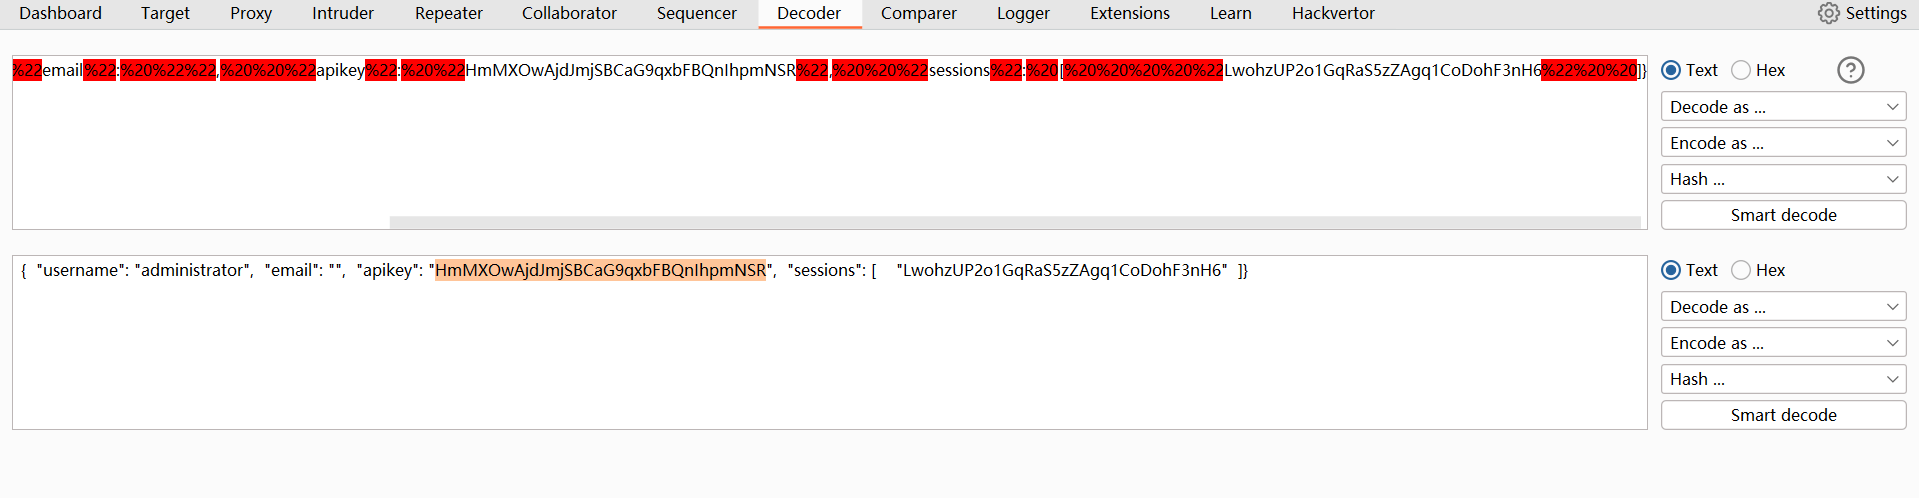 Dashboard Target Proxy Intruder Repeater Collaborator Sequencer Decoder Comparer Logger Extensions Learn Hackvertor Settings
%22email%22:%20%22%22,%20%20%22apikey%22:%20%22HmMXOwAjdJmjSBCaG9qxbFBQnIhpmNSR%22,%20%20%22sessions%22:%20[%20%20%20%20%22LwohzUP2o1GqRaS5zZAgq1CoDohF3nH6%22%20%20]}
Text Hex ?
Decode as ...
Encode as ...
Hash ...
Smart decode
{ "username": "administrator", "email": "", "apikey": "HmMXOwAjdJmjSBCaG9qxbFBQnIhpmNSR", "sessions": [ "LwohzUP2o1GqRaS5zZAgq1CoDohF3nH6" ]}
Text Hex
Decode as ...
Encode as ...
Hash ...
Smart decode